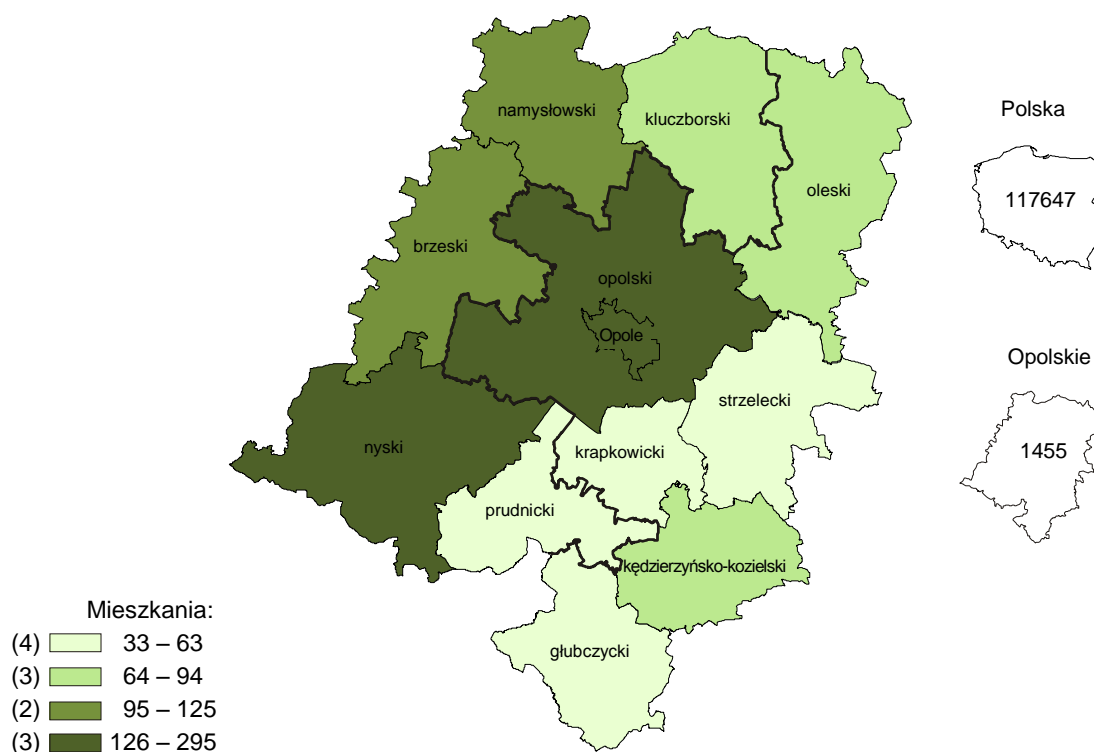 namysłowski
kluczborski
oleski
brzeski
opolski
Opole
nyski
strzelecki
krapkowicki
prudnicki
kędzierzyńsko-kozielski
głubczycki
Polska
117647
Opolskie
1455
Mieszkania:
(4) 33 – 63
(3) 64 – 94
(2) 95 – 125
(3) 126 – 295